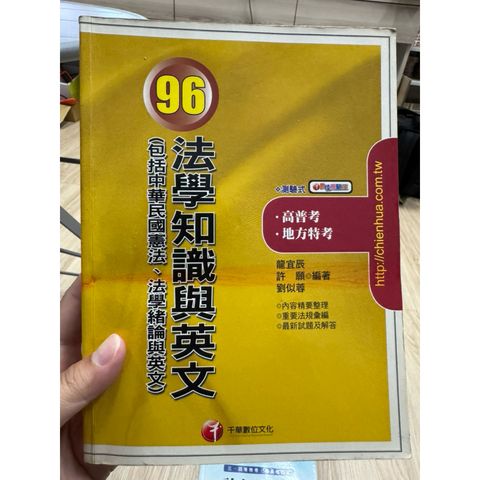 96
法學知識與英文
(包括中華民國憲法、法學緒論與英文)
測驗式
·高普考
·地方特考
http://chienhua.com.tw
龍宜辰
許願 編著
劉似蓉
內容精要整理
重要法規彙編
最新試題及解答
千華數位文化